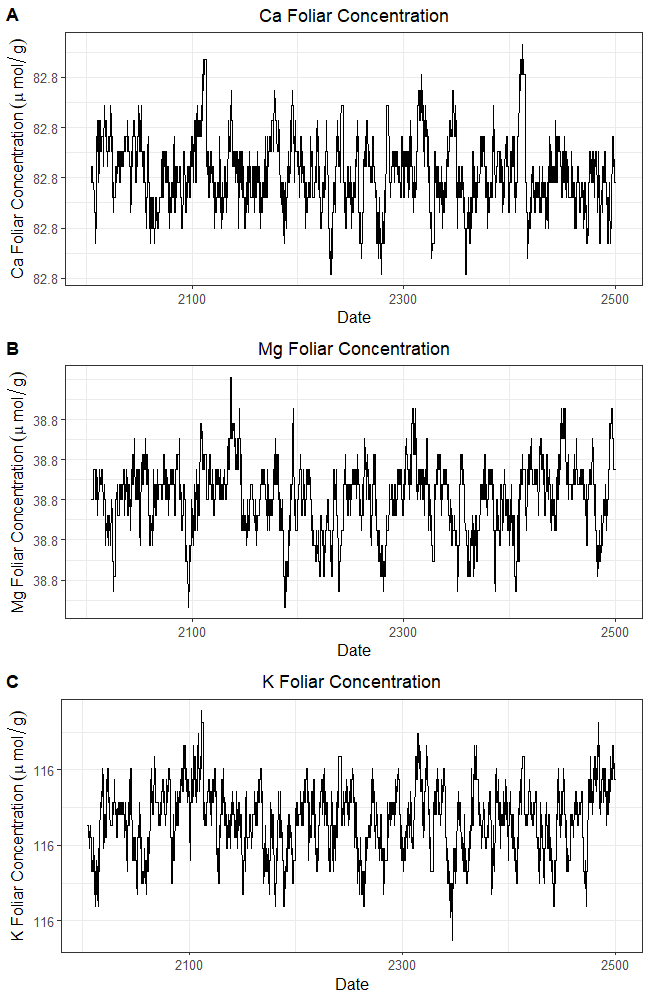 A
Ca Foliar Concentration
Ca Foliar Concentration (μ mol/g)
82.8
82.8
82.8
82.8
82.8
2100
2300
2500
Date
B
Mg Foliar Concentration
Mg Foliar Concentration (μ mol/g)
38.8
38.8
38.8
38.8
38.8
2100
2300
2500
Date
C
K Foliar Concentration
K Foliar Concentration (μ mol/g)
116
116
116
2100
2300
2500
Date